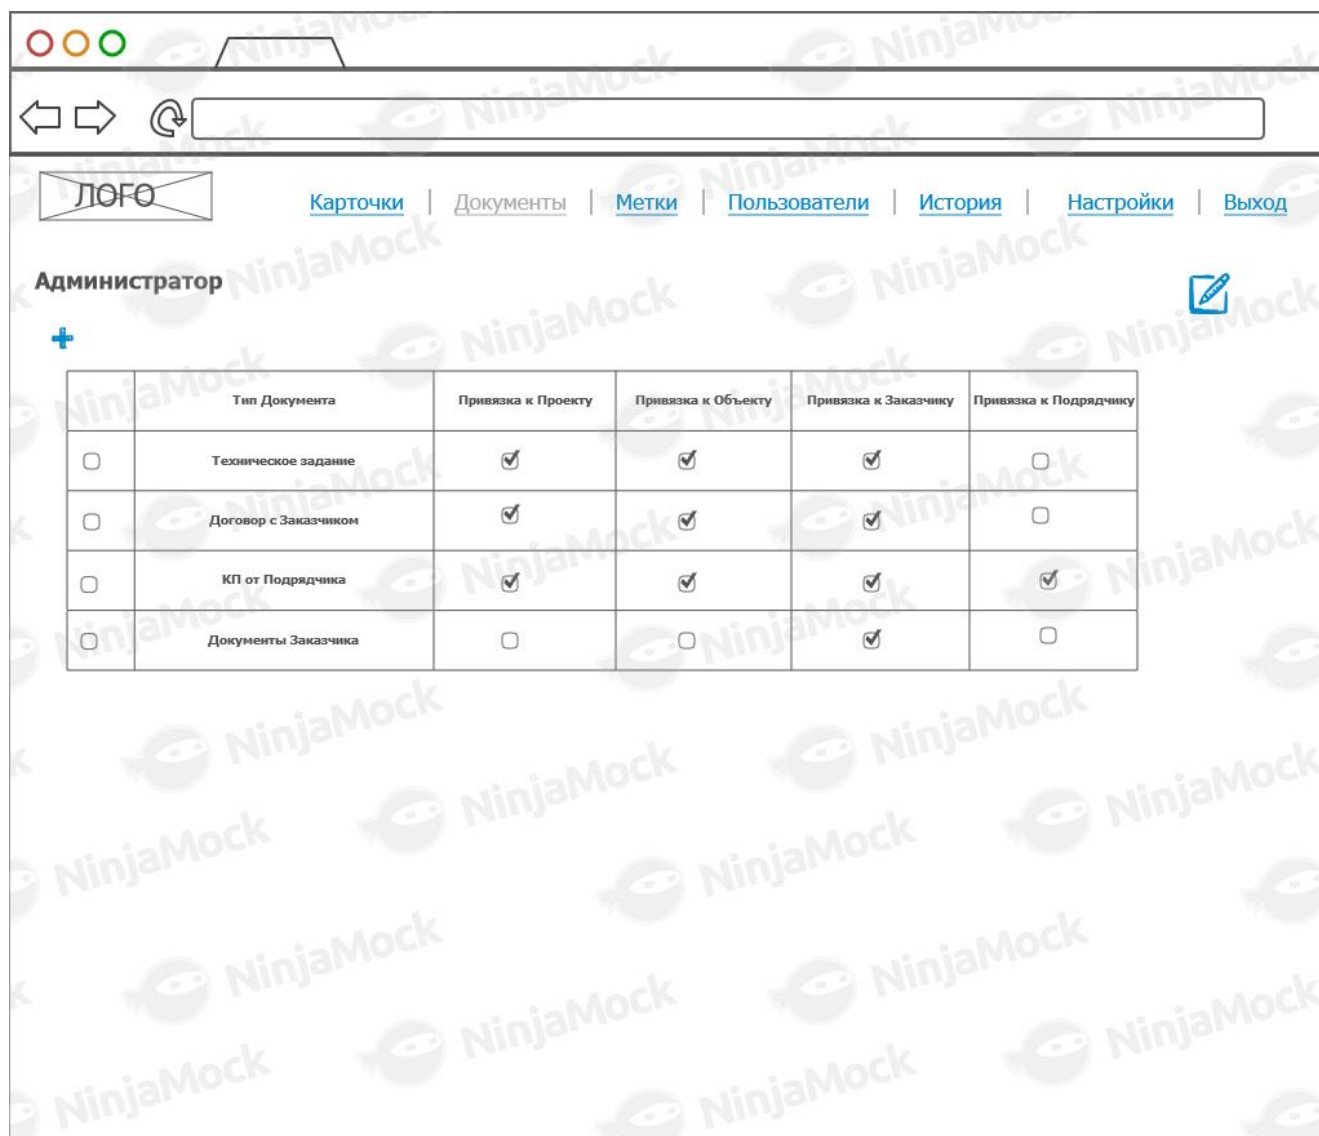 ЛОГО
Карточки | Документы | Метки | Пользователи | История | Настройки | Выход
Администратор
Тип Документа Привязка к Проекту Привязка к Объекту Привязка к Заказчику Привязка к Подрядчику
Техническое задание
Договор с Заказчиком
КП от Подрядчика
Документы Заказчика
NinjaMock